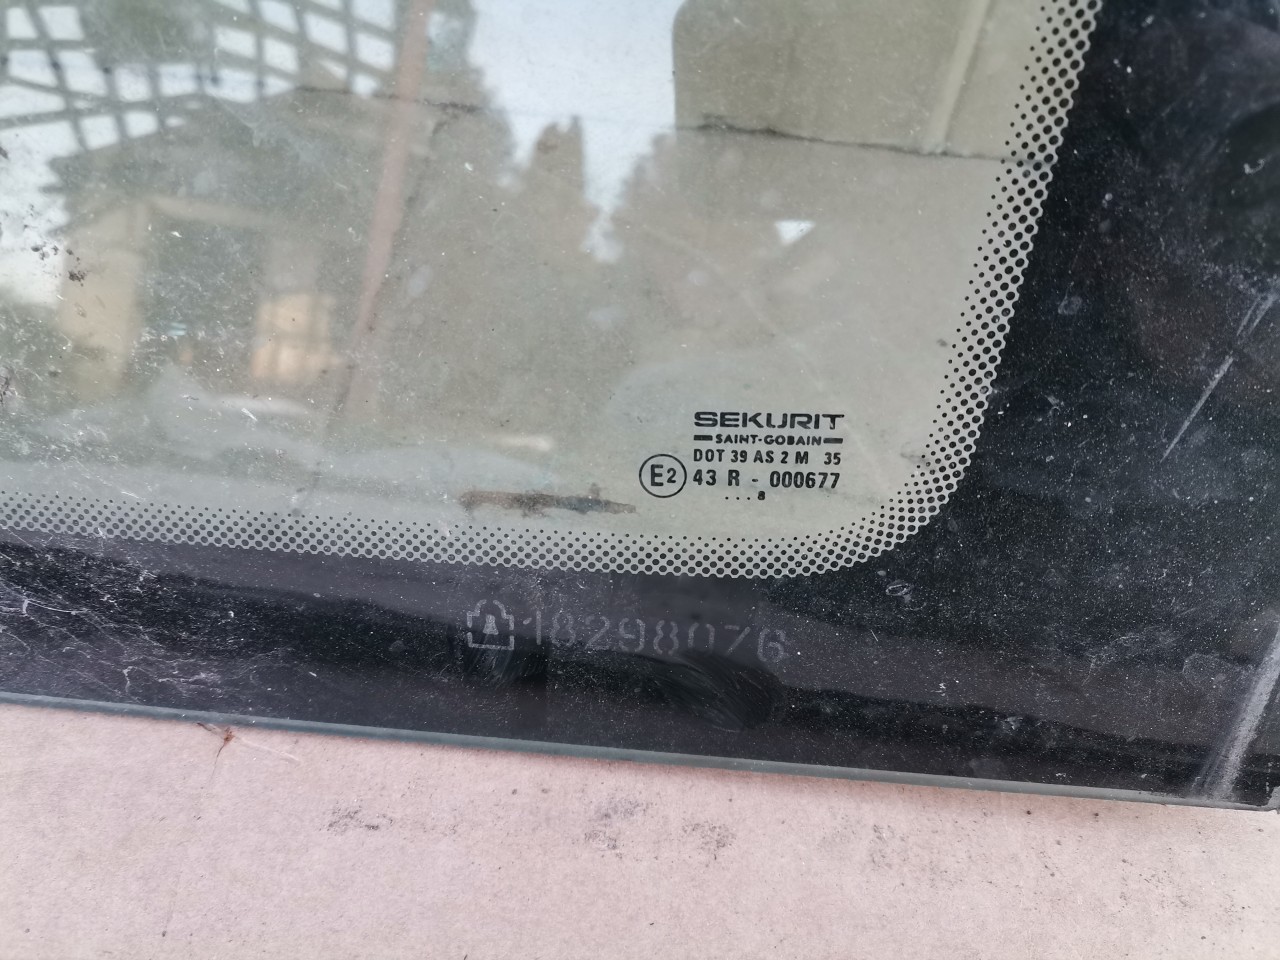 SEKURIT
SAINT-GOBAIN
DOT 39 AS 2 M 35
E2 43 R - 000677
...8
18298076